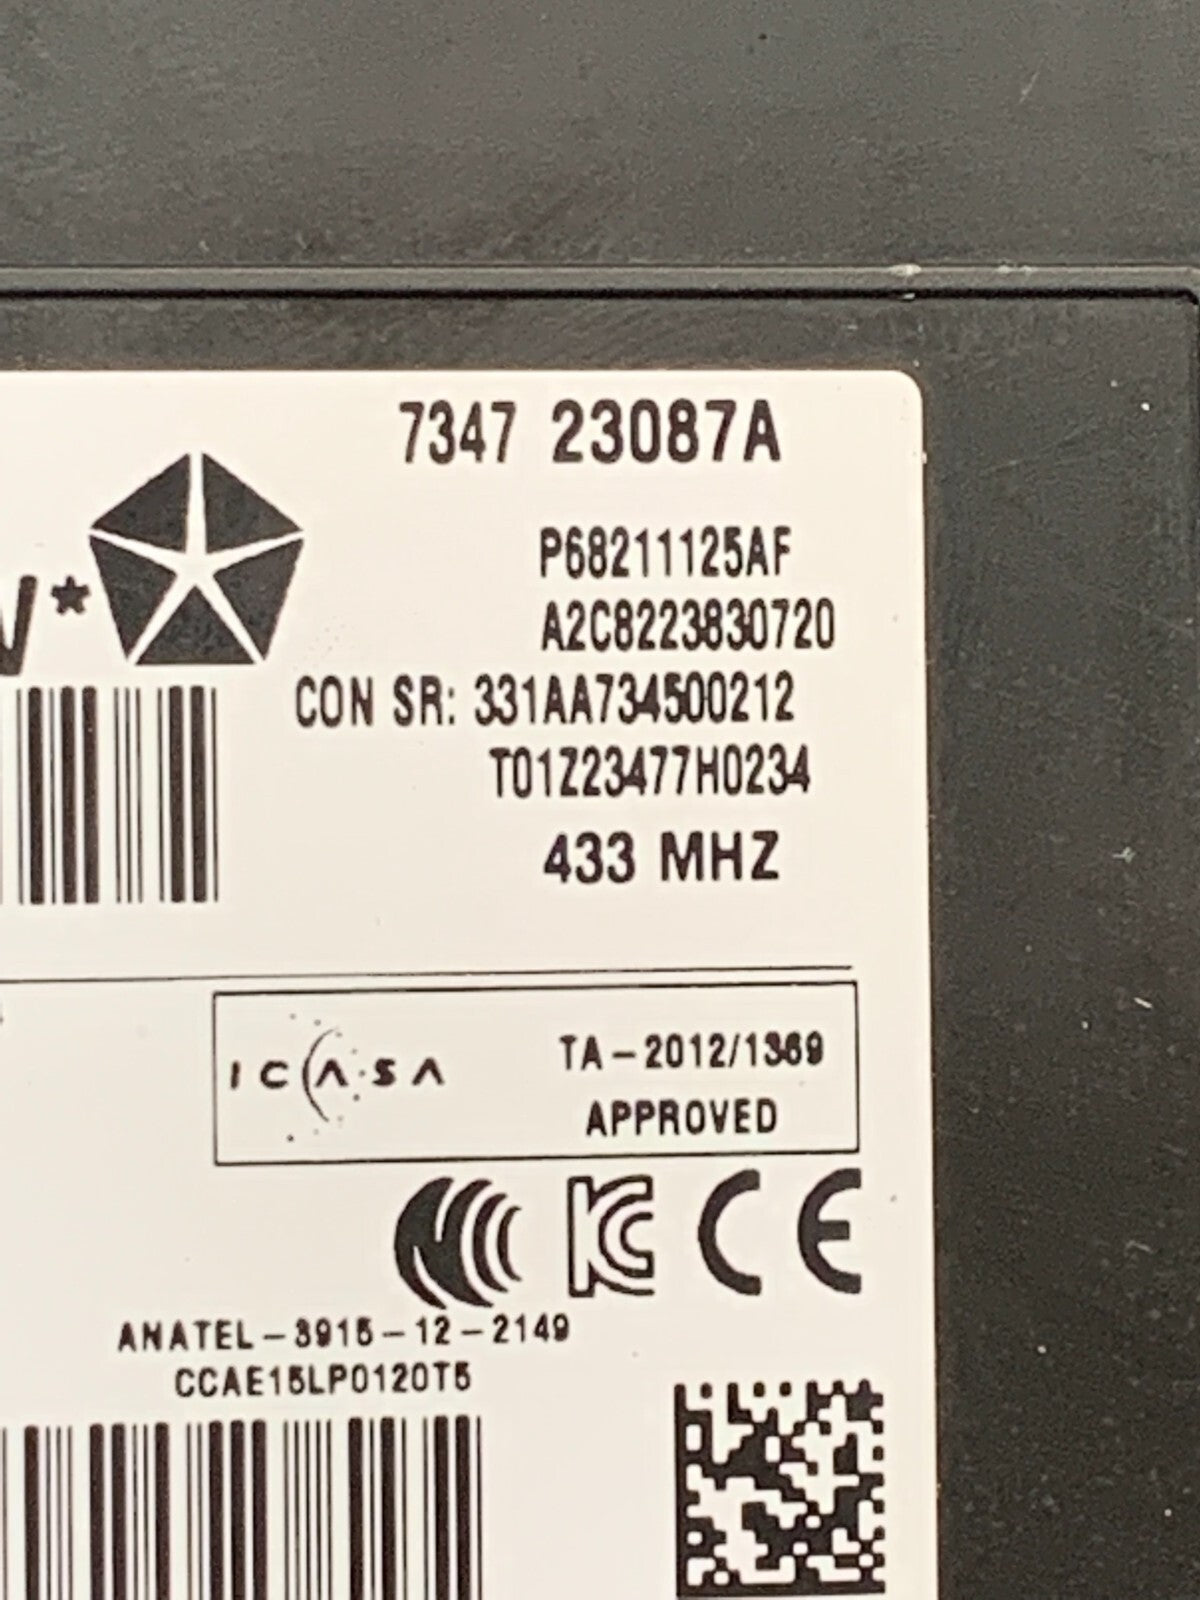 7347 23087A
P68211125AF
A2C8223830720
CON SR: 331AA734500212
T01Z23477H0234
433 MHZ
ICASA
TA-2012/1369
APPROVED
CE
ANATEL-3915-12-2149
CCAE15LP0120T5